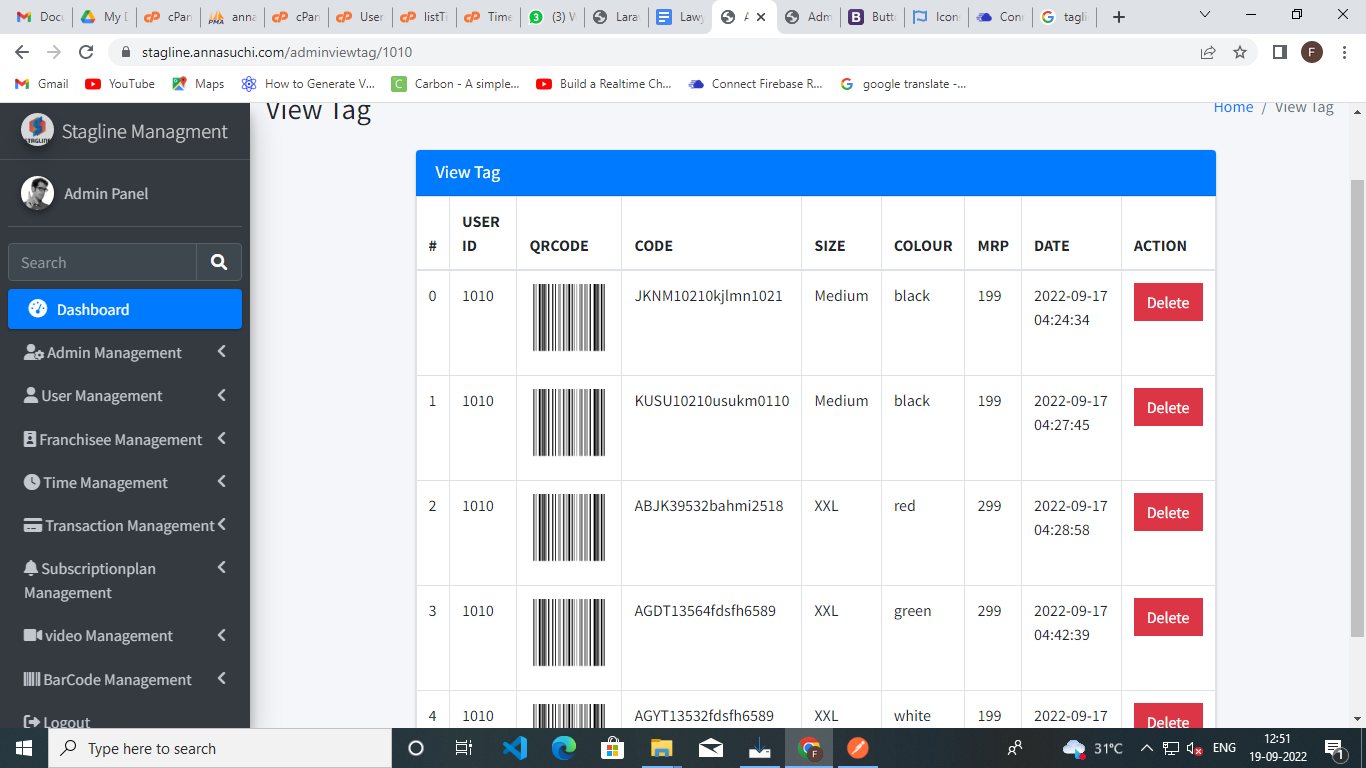 Docu
My D
cPan
anna
cPan
User
listTi
Time
(3) W
Lara
Lawy
A
Adm
Butt
Icon
Conn
taglin
stagline.annasuchi.com/adminviewtag/1010
F
Gmail
YouTube
Maps
How to Generate V...
Carbon - A simple...
Build a Realtime Ch...
Connect Firebase R...
google translate -...
Stagline Managment
Admin Panel
Search
Dashboard
Admin Management
User Management
Franchisee Management
Time Management
Transaction Management
Subscriptionplan
Management
video Management
BarCode Management
Logout
View Tag
Home / View Tag
View Tag
# USER ID QRCODE CODE SIZE COLOUR MRP DATE ACTION
0 1010 JKNM10210kjlmn1021 Medium black 199 2022-09-17 04:24:34 Delete
1 1010 KUSU10210usukm0110 Medium black 199 2022-09-17 04:27:45 Delete
2 1010 ABJK39532bahmi2518 XXL red 299 2022-09-17 04:28:58 Delete
3 1010 AGDT13564fdsfh6589 XXL green 299 2022-09-17 04:42:39 Delete
4 1010 AGYT13532fdsfh6589 XXL white 199 2022-09-17 Delete
Type here to search
31°C
ENG
12:51
19-09-2022
1